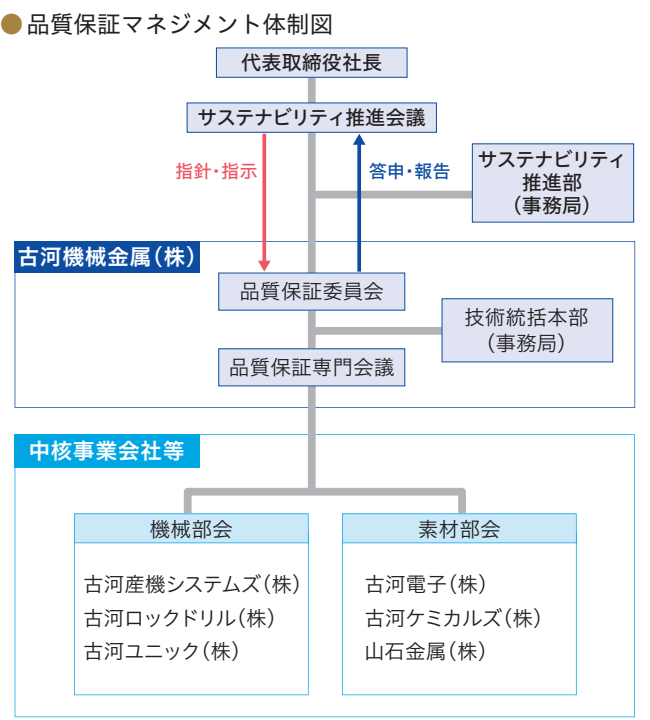 ●品質保証マネジメント体制図
代表取締役社長
サステナビリティ推進会議
指針・指示
答申・報告
サステナビリティ
推進部
（事務局）
古河機械金属（株）
品質保証委員会
技術統括本部
（事務局）
品質保証専門会議
中核事業会社等
機械部会
古河産機システムズ（株）
古河ロックドリル（株）
古河ユニック（株）
素材部会
古河電子（株）
古河ケミカルズ（株）
山石金属（株）